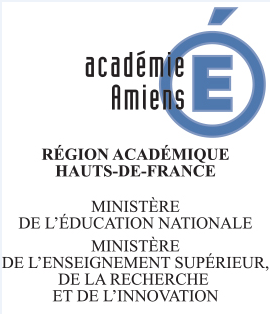 académie
Amiens
É
RÉGION ACADÉMIQUE
HAUTS-DE-FRANCE
MINISTÈRE
DE L'ÉDUCATION NATIONALE
MINISTÈRE
DE L'ENSEIGNEMENT SUPÉRIEUR,
DE LA RECHERCHE
ET DE L'INNOVATION